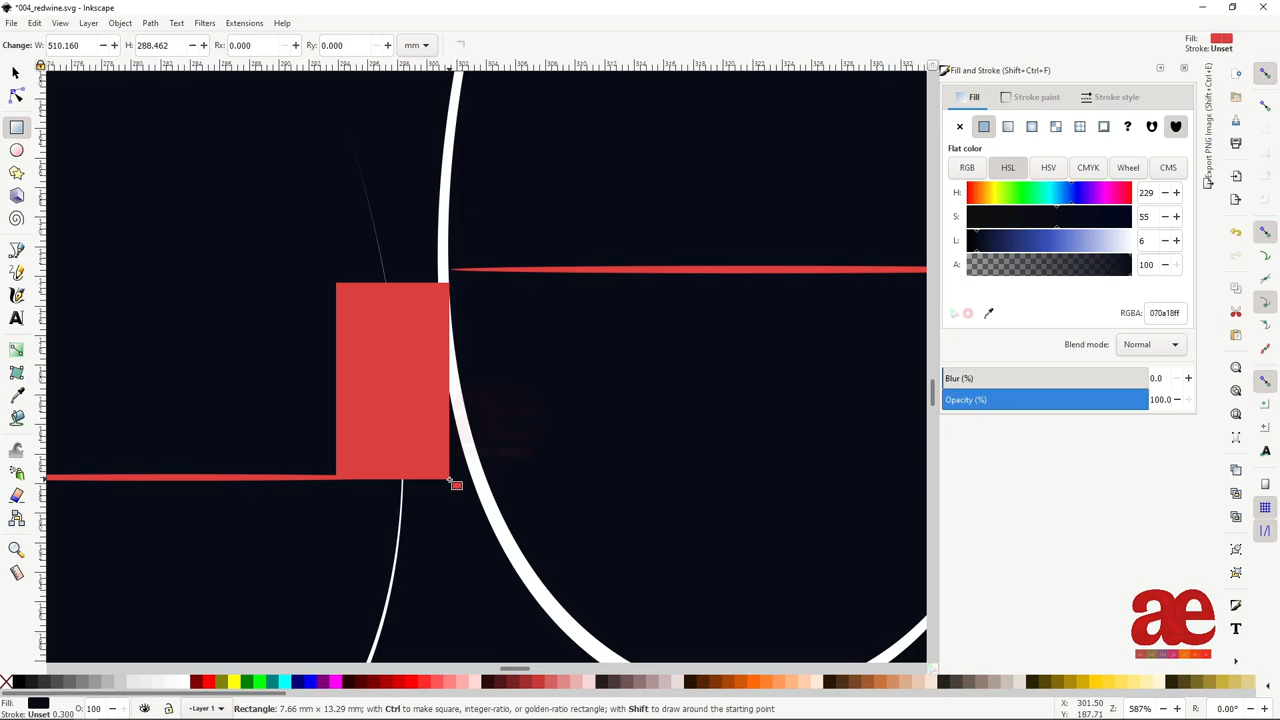 *004_redwine.svg - Inkscape
File Edit View Layer Object Path Text Filters Extensions Help
Change: W: 510.160 H: 288.462 Rx: 0.000 Ry: 0.000 mm
Fill:
Stroke: Unset
Fill and Stroke (Shift+Ctrl+F)
Fill Stroke paint Stroke style
Flat color
RGB HSL HSV CMYK Wheel CMS
H: 229
S: 55
L: 6
A: 100
RGBA: 070a18ff
Blend mode: Normal
Blur (%) 0.0
Opacity (%) 100.0
Export PNG Image (Shift+Ctrl+E)
æ
Fill:
Stroke: Unset 0.300
O: 100
Layer 1
Rectangle: 7.66 mm × 13.29 mm; with Ctrl to make square, integer-ratio, or golden-ratio rectangle; with Shift to draw around the starting point
X: 301.50
Y: 187.71
Z: 587%
R: 0.00°